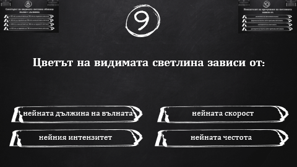 9
Цветът на видимата светлина зависи от:
нейната дължина на вълната
нейната скорост
нейния интензитет
нейната честота